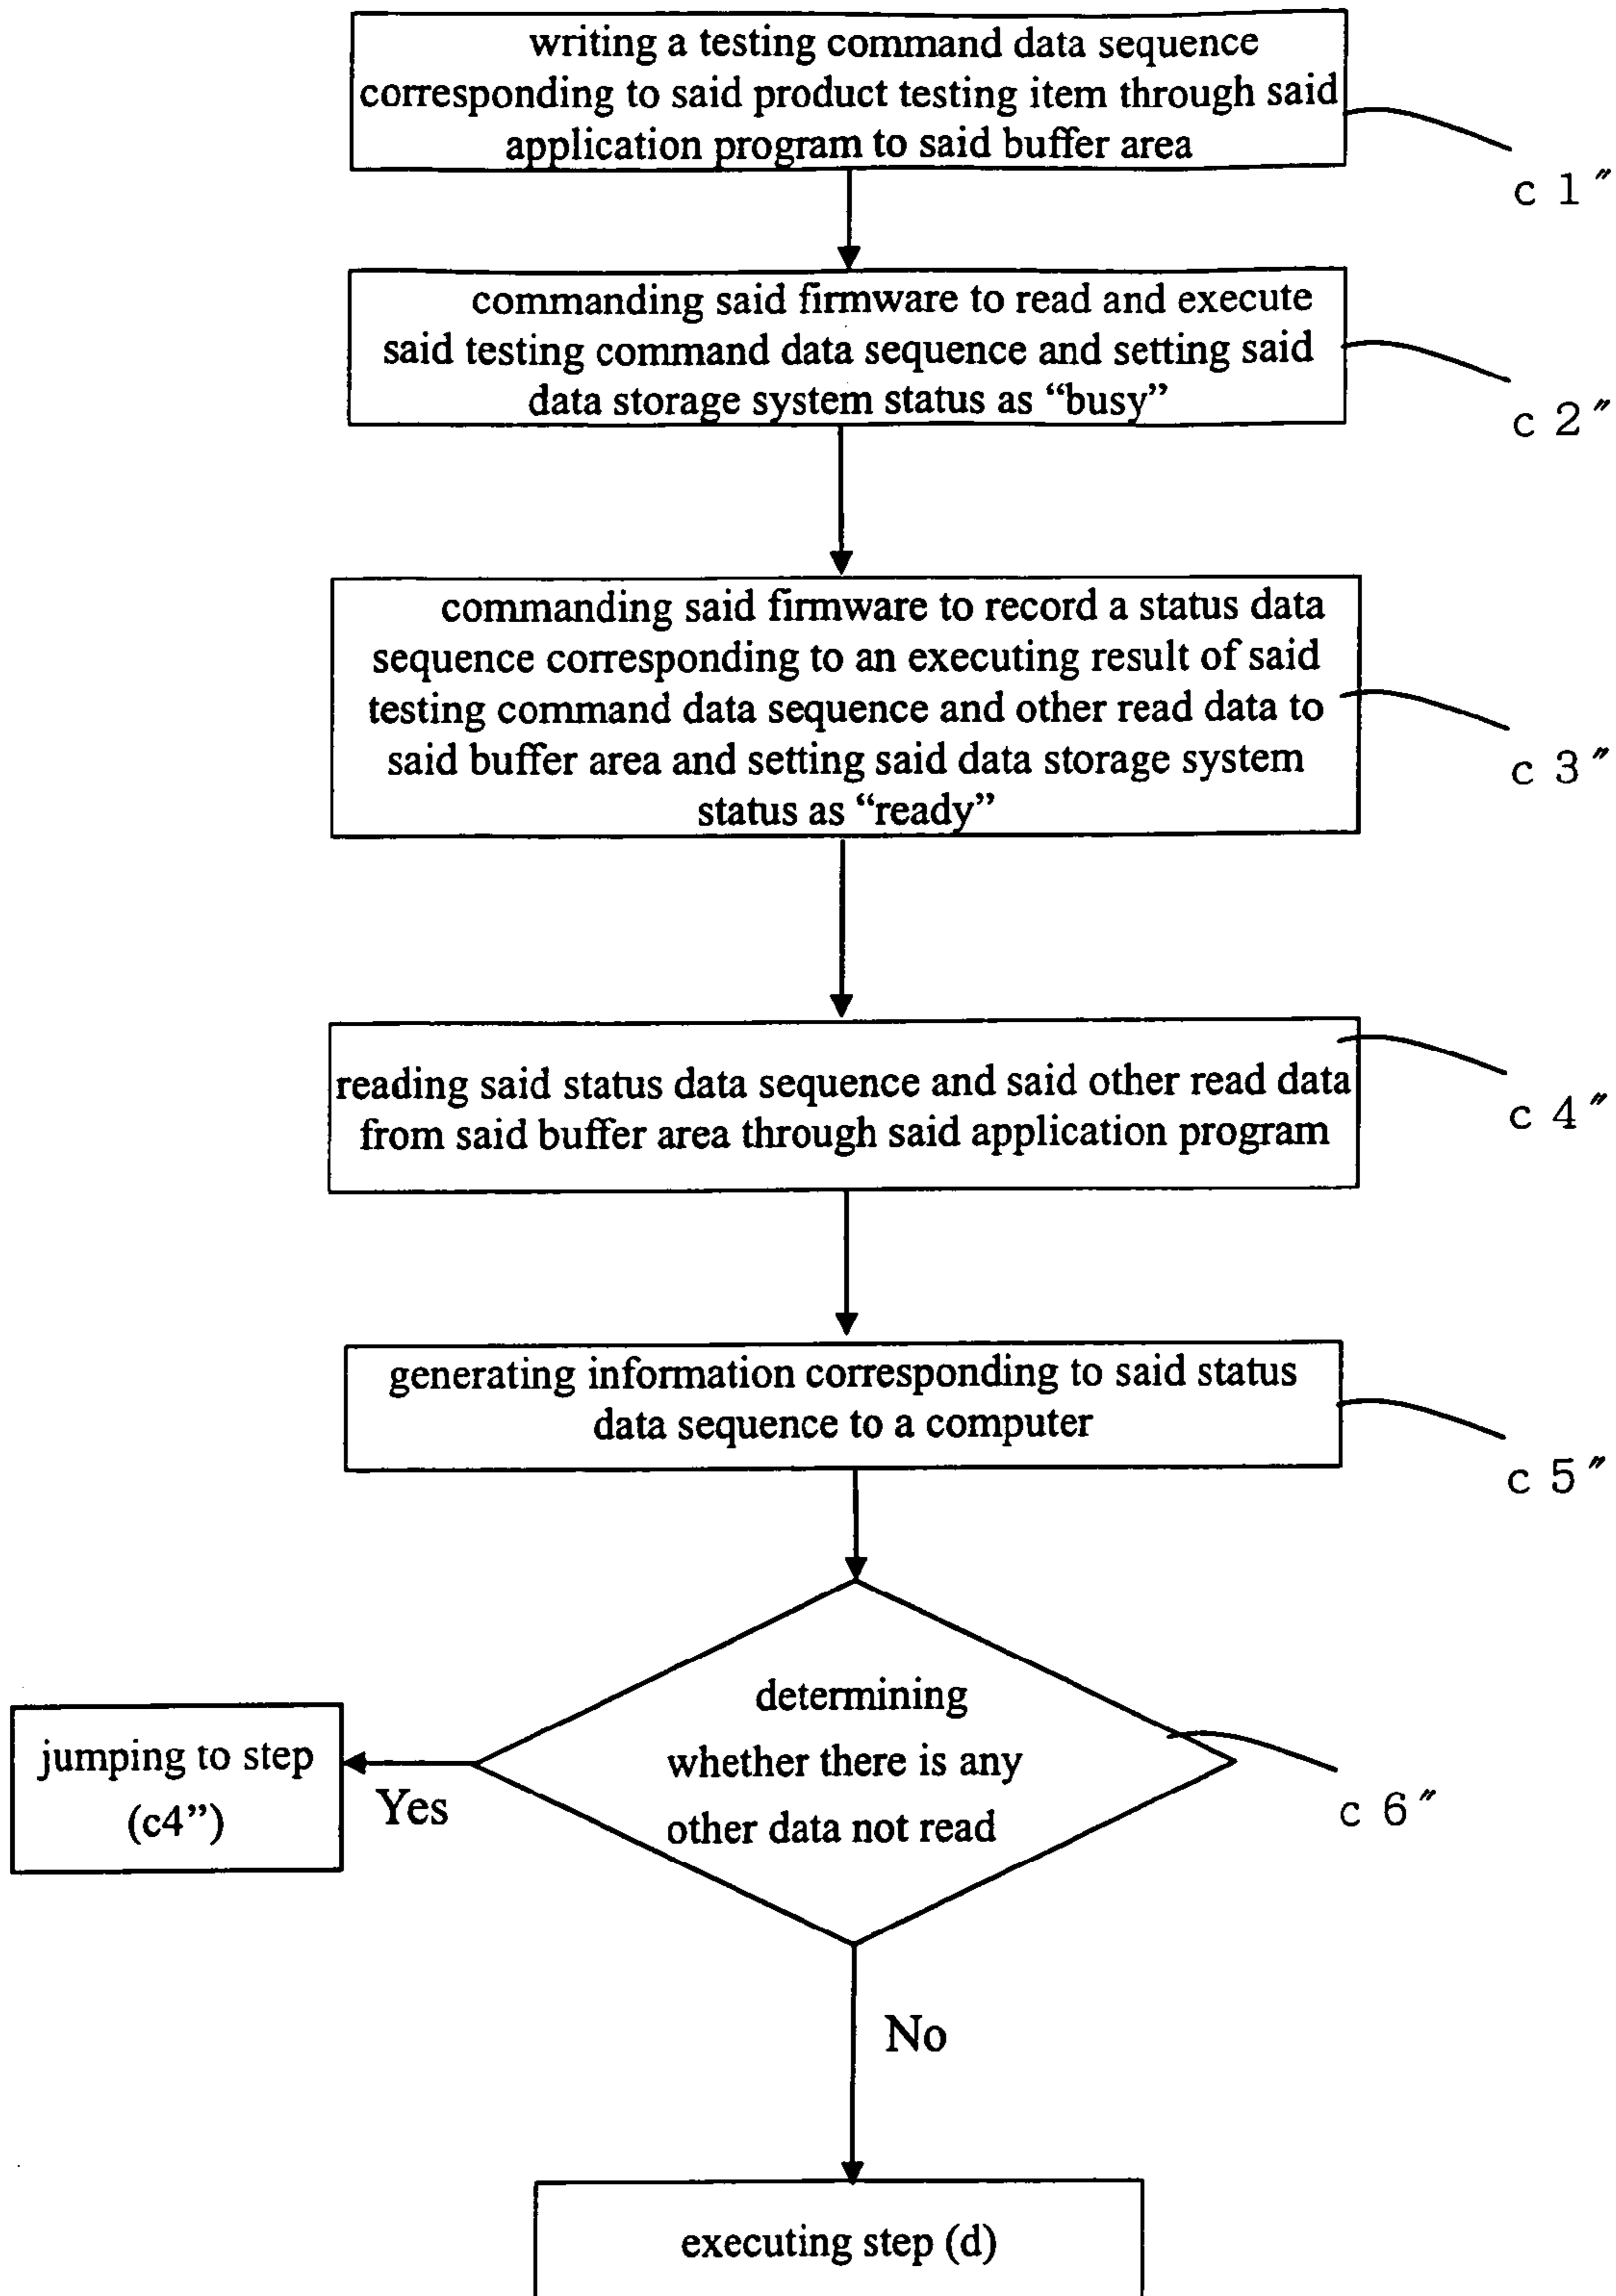 writing a testing command data sequence
corresponding to said product testing item through said
application program to said buffer area
c 1″
commanding said firmware to read and execute
said testing command data sequence and setting said
data storage system status as “busy”
c 2″
commanding said firmware to record a status data
sequence corresponding to an executing result of said
testing command data sequence and other read data to
said buffer area and setting said data storage system
status as “ready”
c 3″
reading said status data sequence and said other read data
from said buffer area through said application program
c 4″
generating information corresponding to said status
data sequence to a computer
c 5″
determining
whether there is any
other data not read
c 6″
jumping to step
(c4”)
Yes
No
executing step (d)